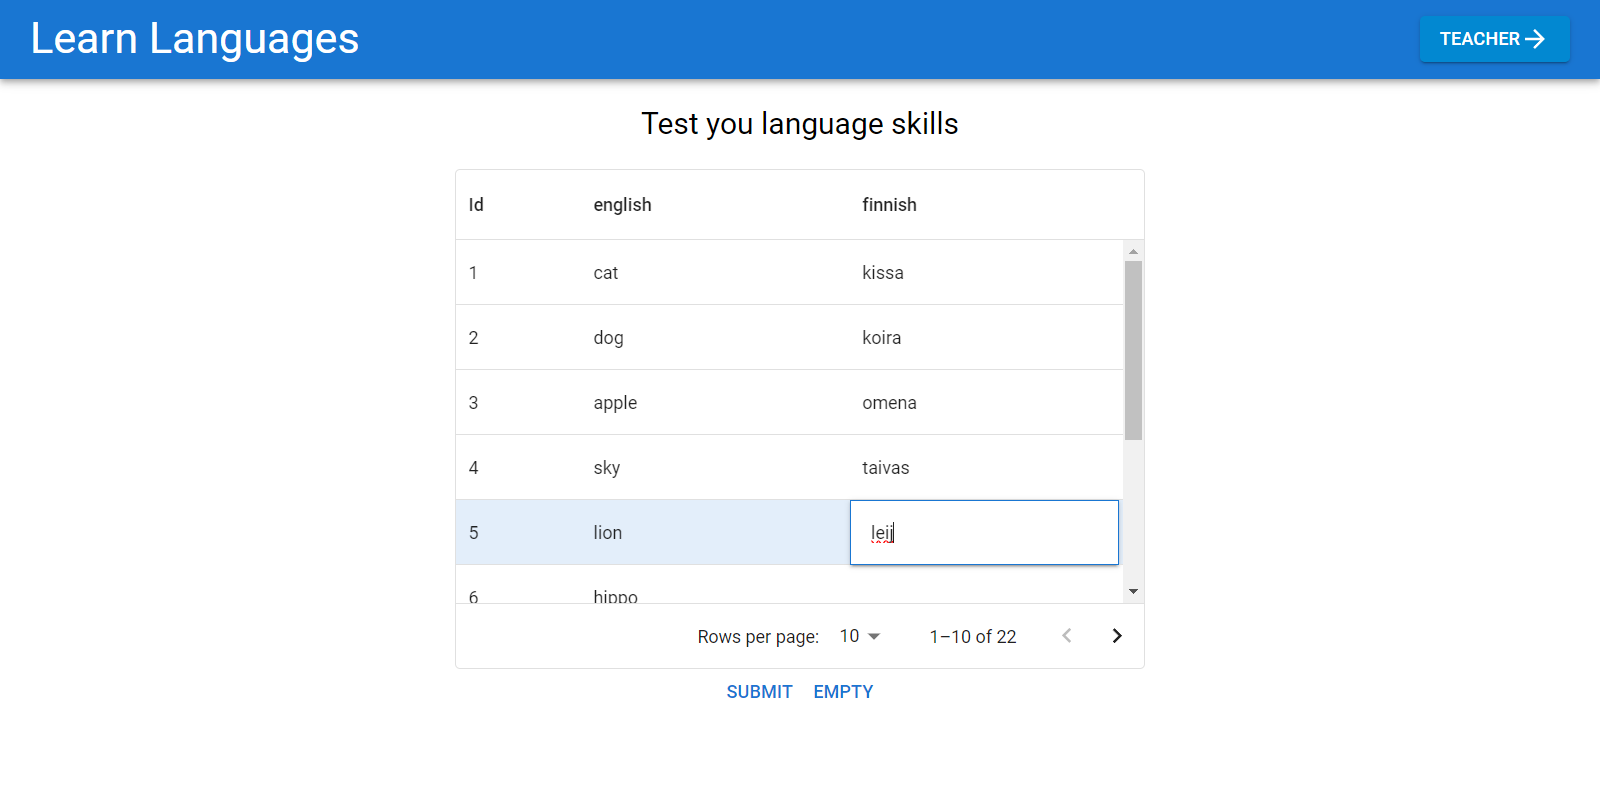 Learn Languages
TEACHER
Test you language skills
Id english finnish
1 cat kissa
2 dog koira
3 apple omena
4 sky taivas
5 lion leij
6 hippo
Rows per page: 10 1–10 of 22
SUBMIT EMPTY